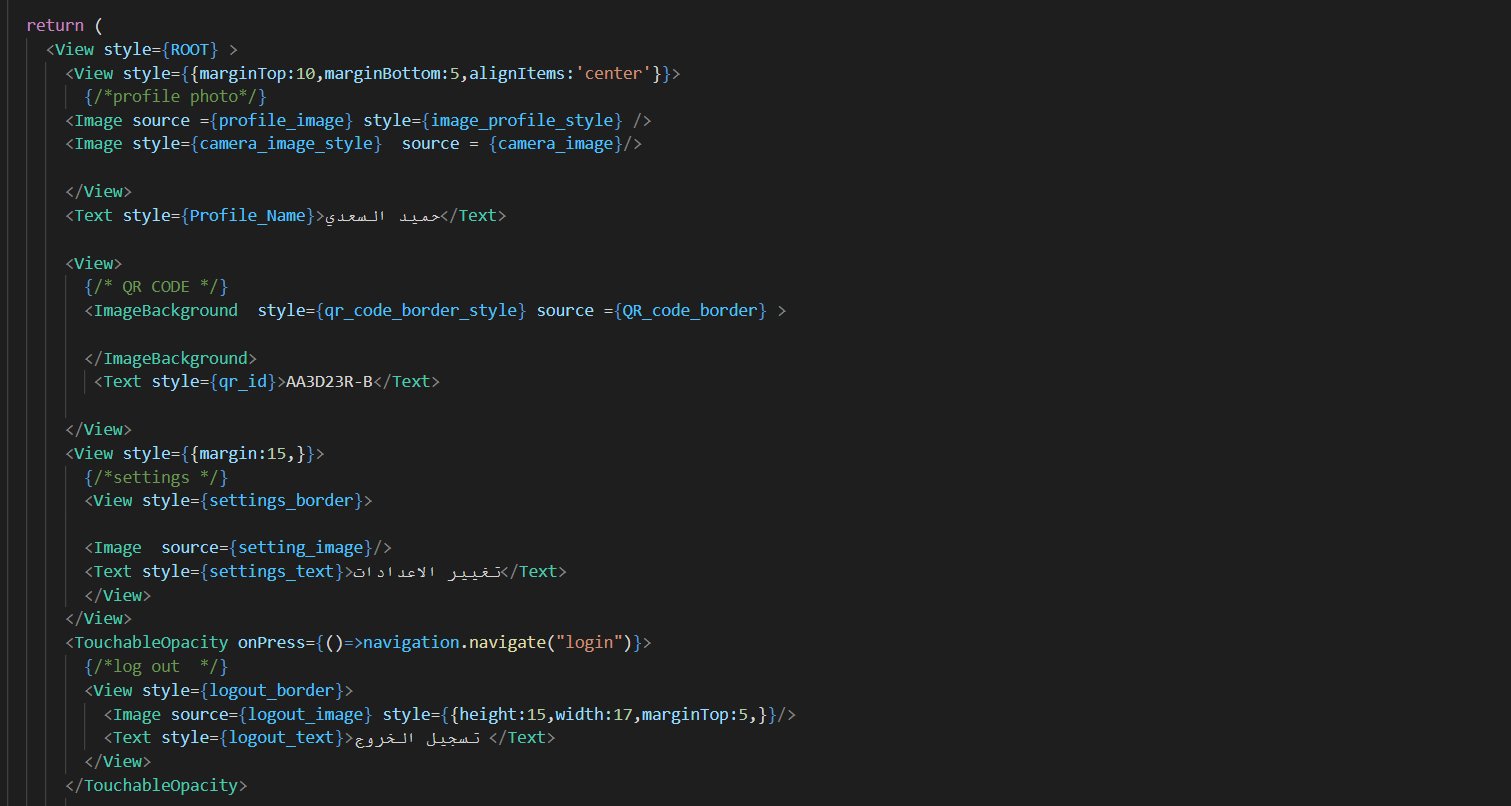 return (
<View style={ROOT} >
<View style={{marginTop:10,marginBottom:5,alignItems:'center'}}>
{/*profile photo*/}
<Image source ={profile_image} style={image_profile_style} />
<Image style={camera_image_style}  source = {camera_image}/>
</View>
<Text style={Profile_Name}>حميد السعدي</Text>
<View>
{/* QR CODE */}
<ImageBackground  style={qr_code_border_style} source ={QR_code_border} >
</ImageBackground>
<Text style={qr_id}>AA3D23R-B</Text>
</View>
<View style={{margin:15,}}>
{/*settings */}
<View style={settings_border}>
<Image  source={setting_image}/>
<Text style={settings_text}>تغيير الاعدادات</Text>
</View>
</View>
<TouchableOpacity onPress={()=>navigation.navigate("login")}>
{/*log out  */}
<View style={logout_border}>
<Image source={logout_image} style={{height:15,width:17,marginTop:5,}}/>
<Text style={logout_text}>تسجيل الخروج </Text>
</View>
</TouchableOpacity>